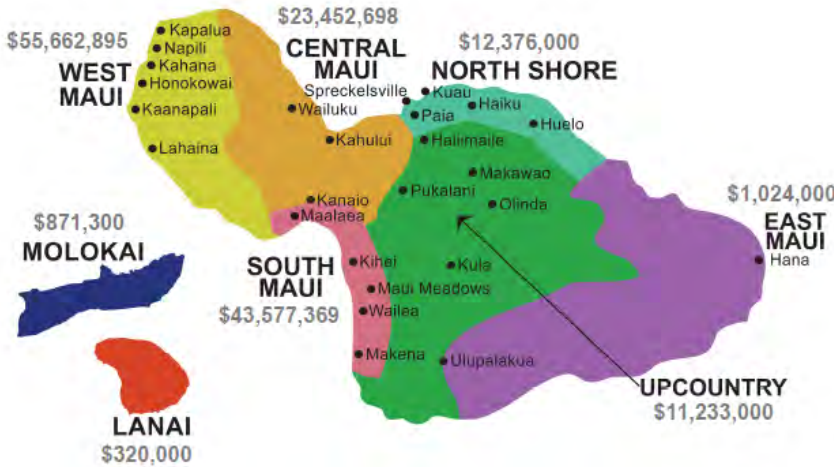 $55,662,895
WEST
MAUI
Kapalua
Napili
Kahana
Honokowai
Kaanapali
Lahaina
$23,452,698
CENTRAL
MAUI
Wailuku
Kahului
Kanaio
$12,376,000
NORTH SHORE
Spreckelsville
Kuau
Paia
Haiku
Huelo
Haliimaile
Makawao
Pukalani
Olinda
Kula
Ulupalakua
UPCOUNTRY
$11,233,000
$1,024,000
EAST
MAUI
Hana
Maalaea
Kihei
Maui Meadows
Wailea
Makena
SOUTH
MAUI
$43,577,369
$871,300
MOLOKAI
LANAI
$320,000